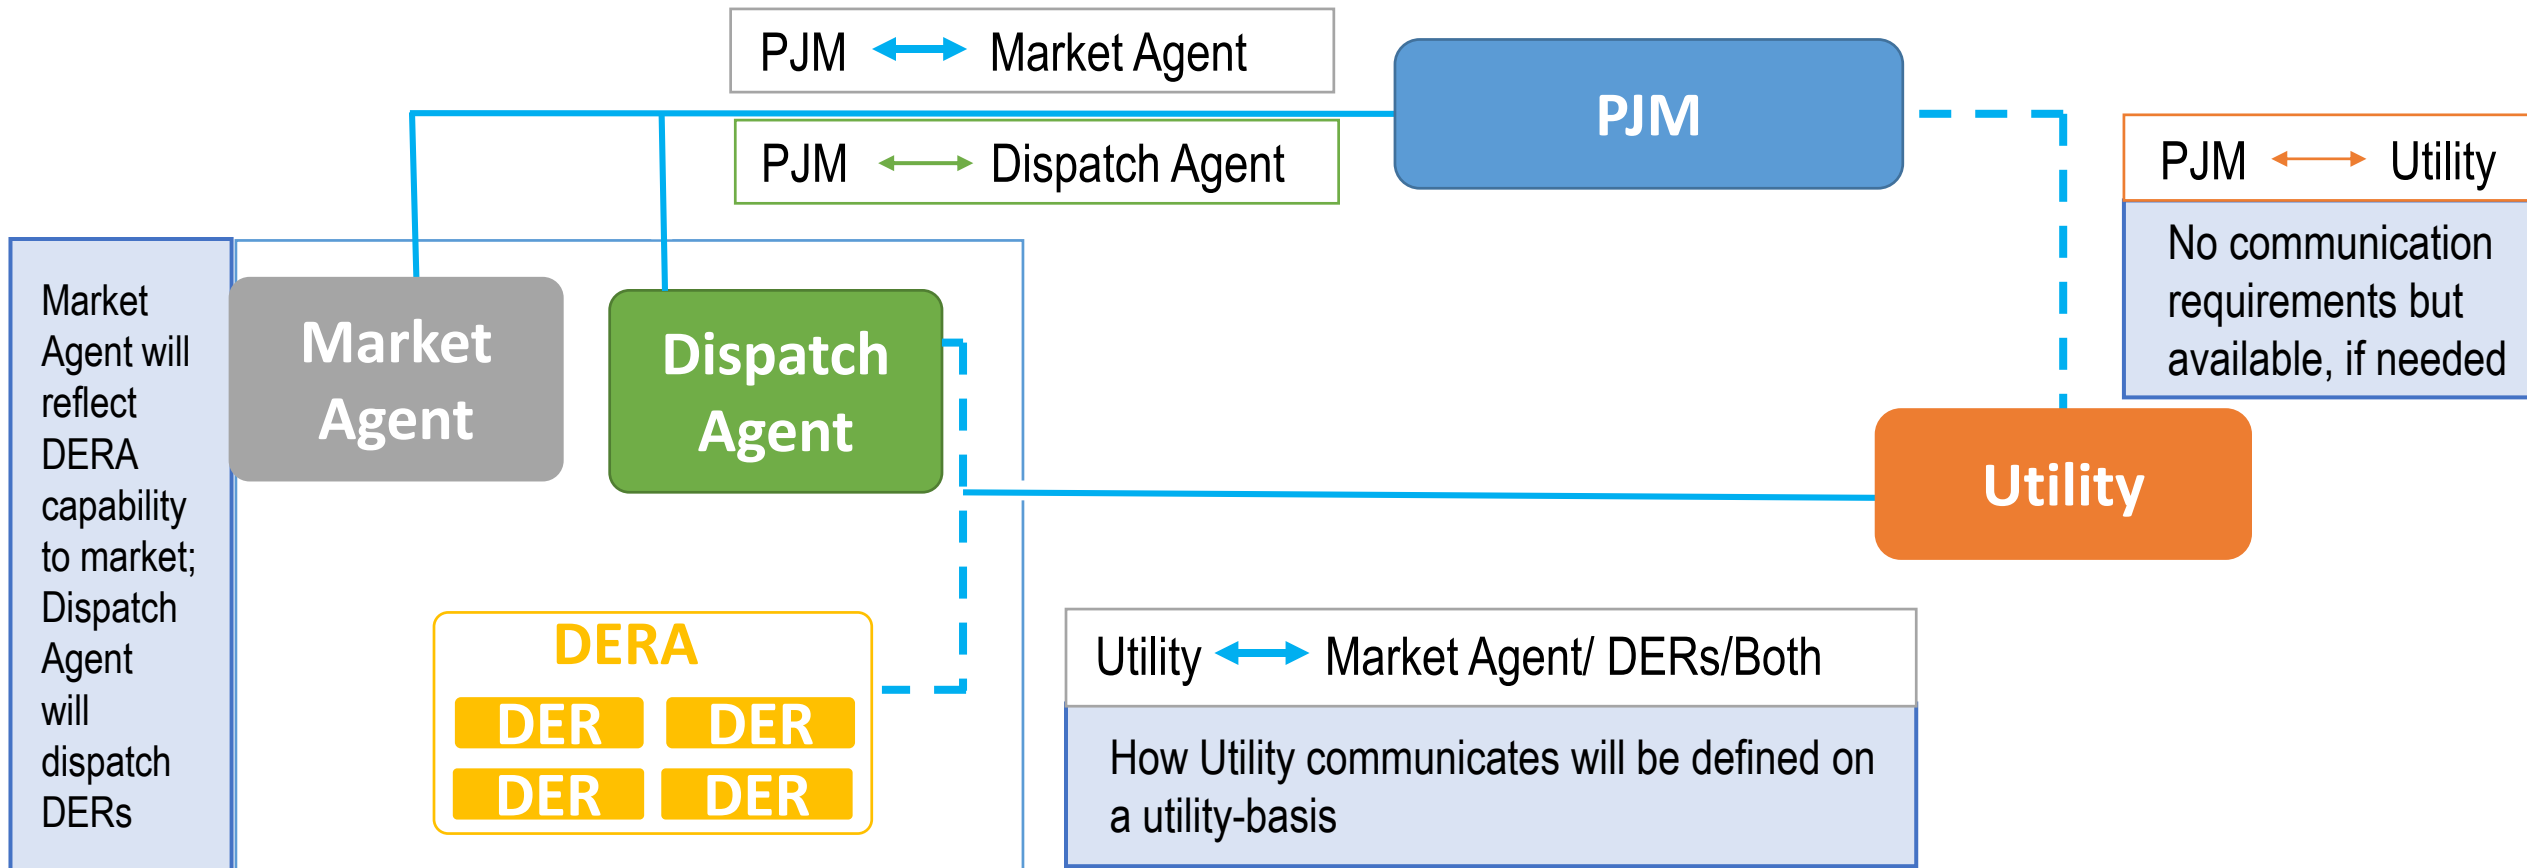 PJM Market Agent
PJM Dispatch Agent
PJM
PJM Utility
No communication
requirements but
available, if needed
Market
Agent will
reflect
DERA
capability
to market;
Dispatch
Agent
will
dispatch
DERs
Market
Agent
Dispatch
Agent
Utility
DERA
DER DER
DER DER
Utility Market Agent/ DERs/Both
How Utility communicates will be defined on
a utility-basis